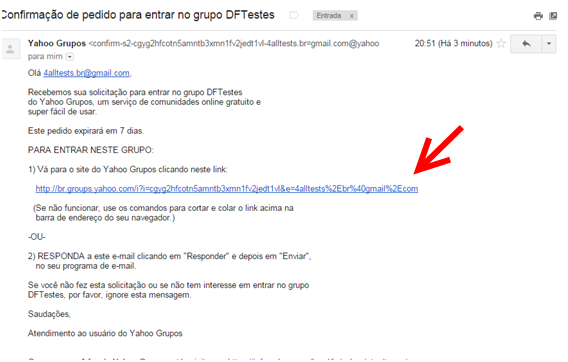 Confirmação de pedido para entrar no grupo DFTestes
Entrada x
Yahoo Grupos <confirm-s2-cgyg2hfcotn5amntb3xmn1fv2jedt1vl-4alltests.br=gmail.com@yahoo
20:51 (Há 3 minutos)
para mim
Olá 4alltests.br@gmail.com,
Recebemos sua solicitação para entrar no grupo DFTestes
do Yahoo Grupos, um serviço de comunidades online gratuito e
super fácil de usar.
Este pedido expirará em 7 dias.
PARA ENTRAR NESTE GRUPO:
1) Vá para o site do Yahoo Grupos clicando neste link:
http://br.groups.yahoo.com/i?i=cgyg2hfcotn5amntb3xmn1fv2jedt1vl&e=4alltests%2Ebr%40gmail%2Ecom
(Se não funcionar, use os comandos para cortar e colar o link acima na
barra de endereço do seu navegador.)
-OU-
2) RESPONDA a este e-mail clicando em "Responder" e depois em "Enviar",
no seu programa de e-mail.
Se você não fez esta solicitação ou se não tem interesse em entrar no grupo
DFTestes, por favor, ignore esta mensagem.
Saudações,
Atendimento ao usuário do Yahoo Grupos